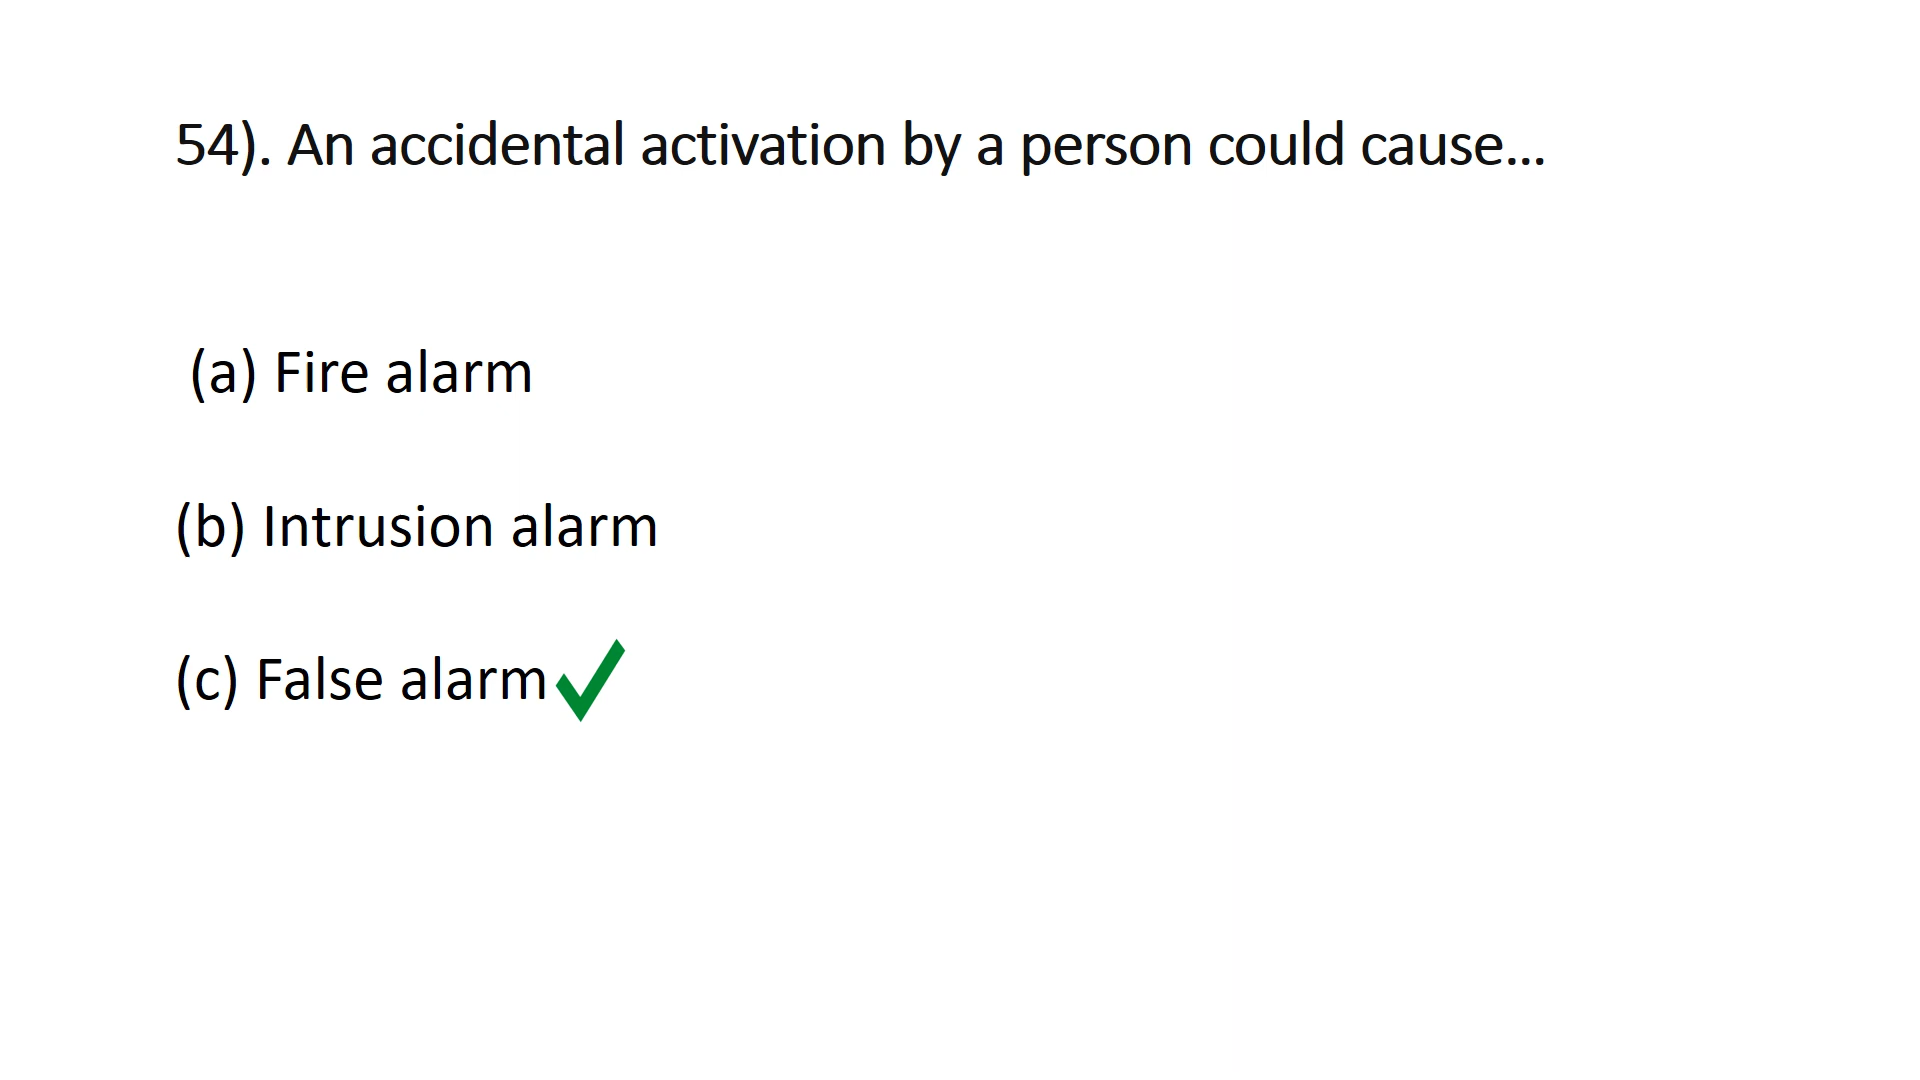 54). An accidental activation by a person could cause...
(a) Fire alarm
(b) Intrusion alarm
(c) False alarm